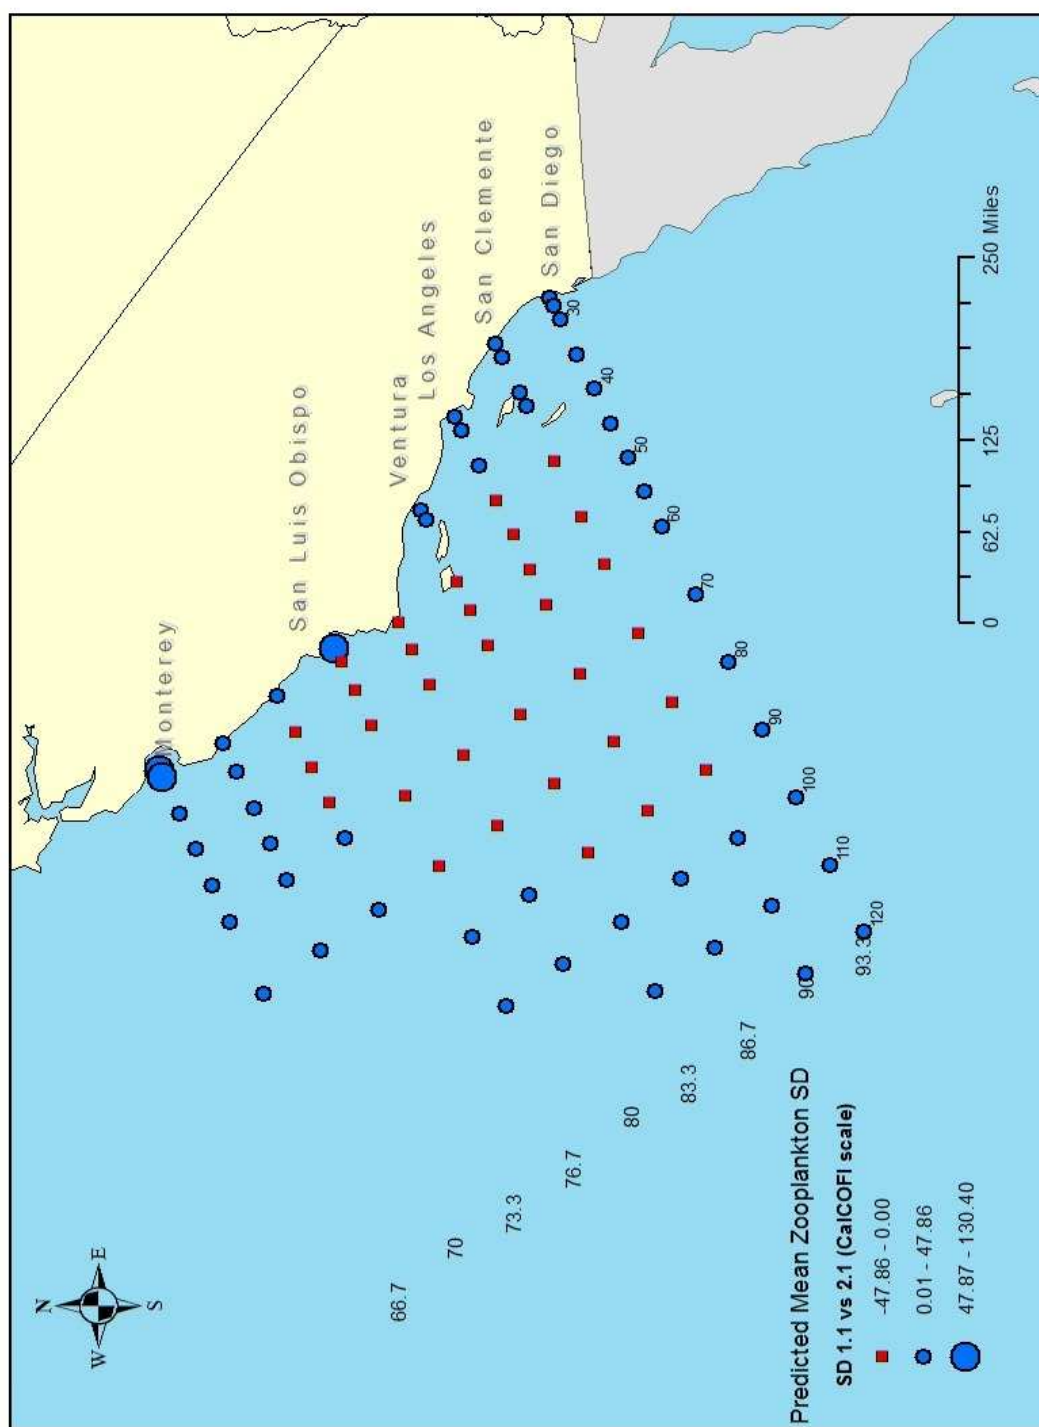 N
W
E
S
Monterey
San Luis Obispo
Ventura
Los Angeles
San Clemente
San Diego
30
40
50
60
70
80
90
100
110
120
66.7
70
73.3
76.7
80
83.3
86.7
90
93.3
Predicted Mean Zooplankton SD
SD 1.1 vs 2.1 (CalCOFI scale)
-47.86 - 0.00
0.01 - 47.86
47.87 - 130.40
0 62.5 125 250 Miles